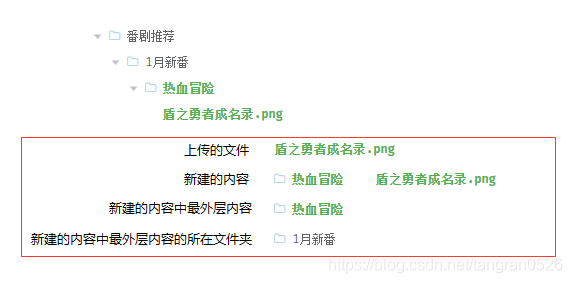 番剧推荐
1月新番
热血冒险
盾之勇者成名录.png
上传的文件 盾之勇者成名录.png
新建的内容 热血冒险 盾之勇者成名录.png
新建的内容中最外层内容 热血冒险
新建的内容中最外层内容的所在文件夹 1月新番
https://blog.csdn.net/tangran0526